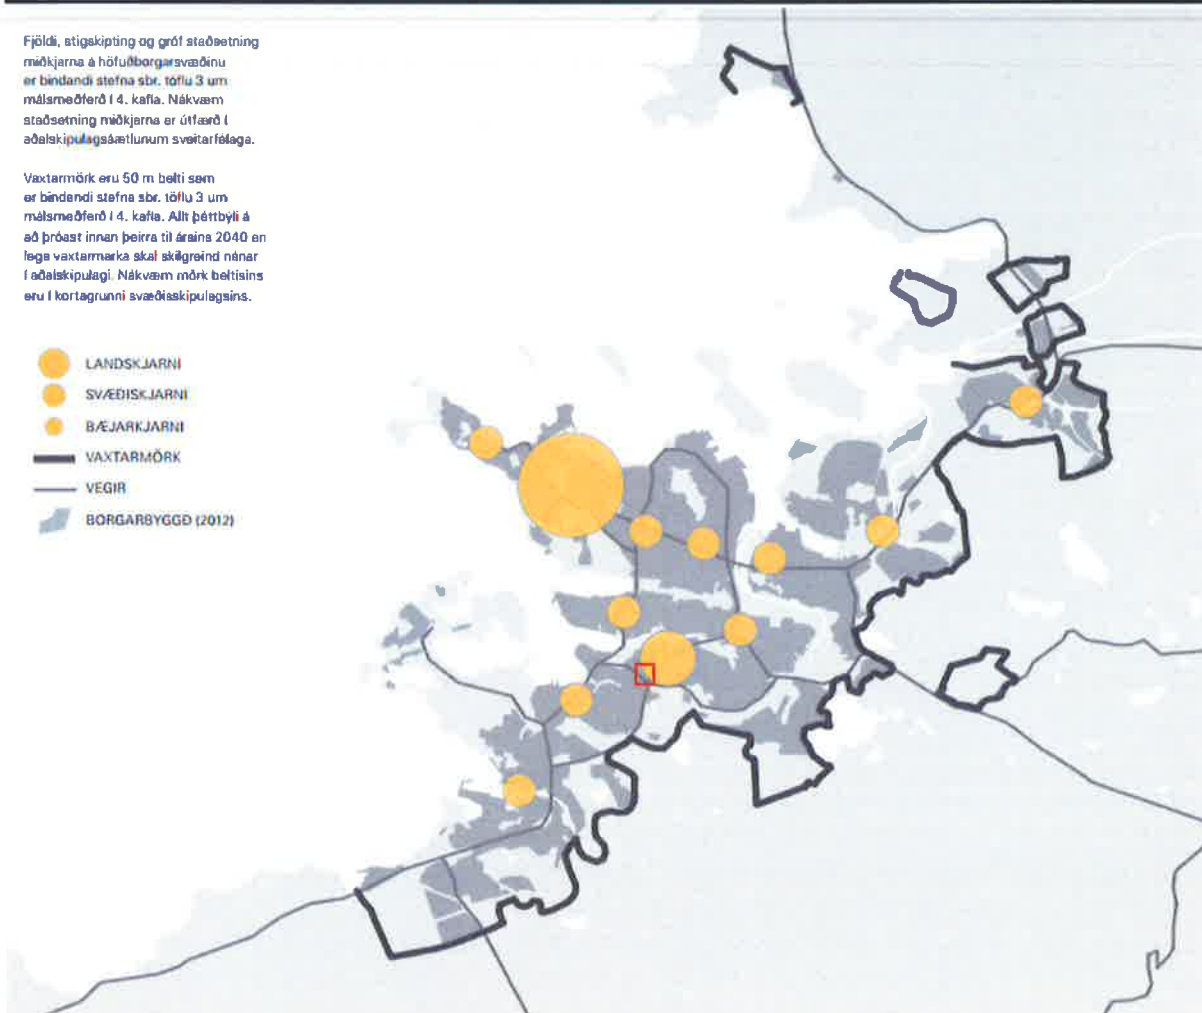 Fjöldi, stigskipting og gróf staðsetning
miðkjarna á höfuðborgarsvæðinu
er bindandi stefna sbr. töflu 3 um
málsmeðferð í 4. kafla. Nákvæm
staðsetning miðkjarna er útfærð í
aðalskipulagsáætlunum sveitarfélaga.
Vaxtarmörk eru 50 m belti sem
er bindandi stefna sbr. töflu 3 um
málsmeðferð í 4. kafla. Allt þéttbýli á
að þróast innan þeirra til ársins 2040 en
lega vaxtarmarka skal skilgreind nánar
í aðalskipulagi. Nákvæm mörk beltisins
eru í kortagrunni svæðisskipulagsins.
LANDSKJARNI
SVÆÐISKJARNI
BÆJARKJARNI
VAXTARMÖRK
VEGIR
BORGARBYGGÐ (2012)